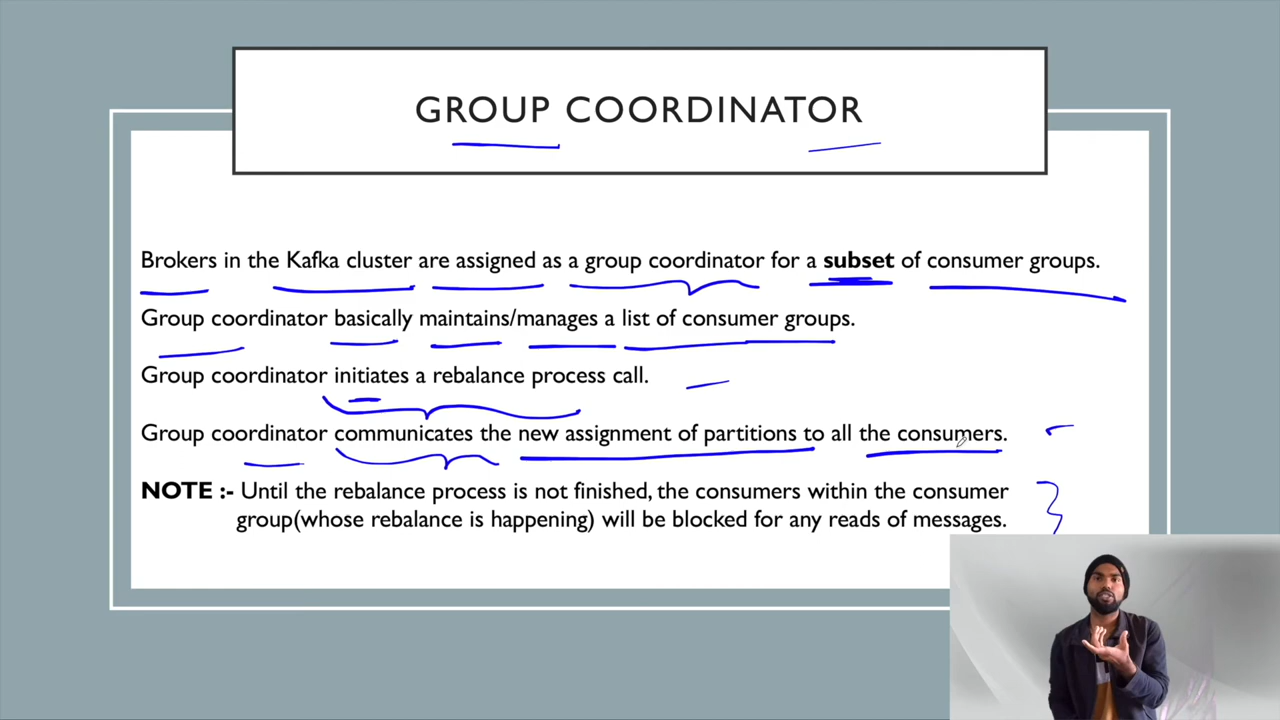 GROUP COORDINATOR
Brokers in the Kafka cluster are assigned as a group coordinator for a subset of consumer groups.
Group coordinator basically maintains/manages a list of consumer groups.
Group coordinator initiates a rebalance process call.
Group coordinator communicates the new assignment of partitions to all the consumers.
NOTE :- Until the rebalance process is not finished, the consumers within the consumer
group(whose rebalance is happening) will be blocked for any reads of messages.